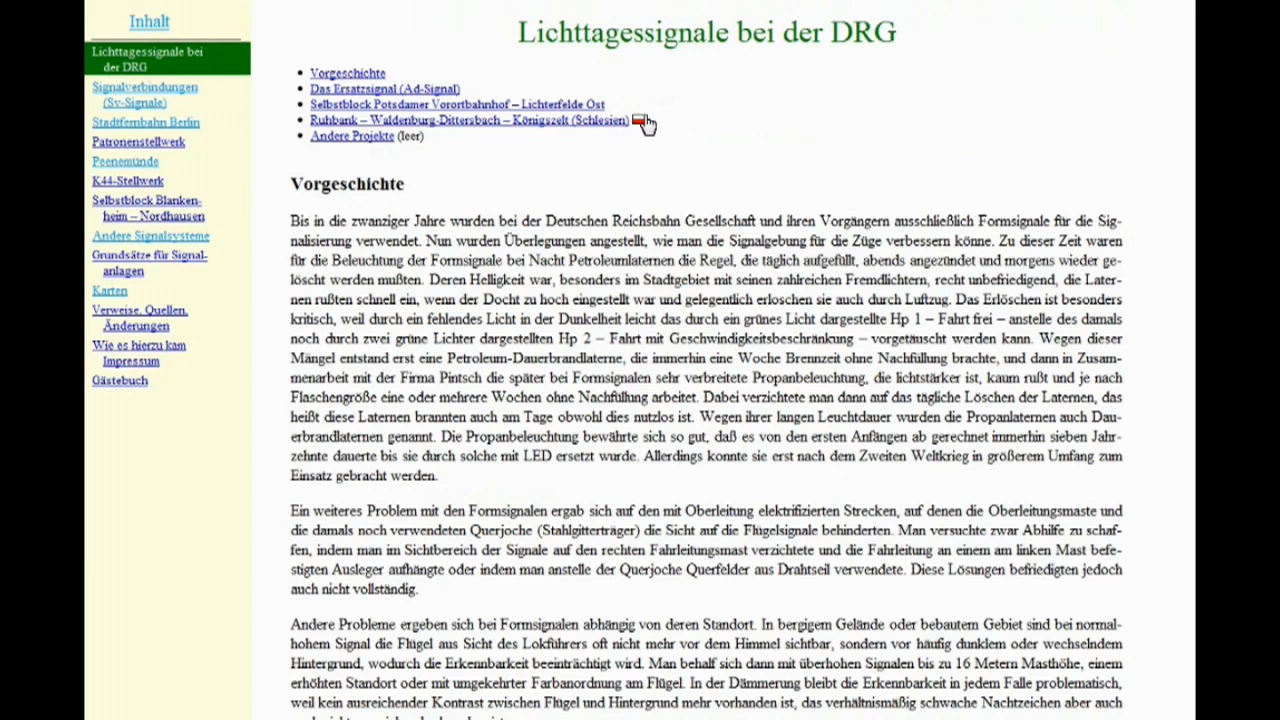 Inhalt
Lichttagessignale bei
der DRG
Signalverbindungen
(Sv-Signale)
Stadtfernbahn Berlin
Patronenstellwerk
Peenemünde
K44-Stellwerk
Selbstblock Blanken-
heim – Nordhausen
Andere Signalsysteme
Grundsätze für Signal-
anlagen
Karten
Verweise, Quellen,
Änderungen
Wie es hierzu kam
Impressum
Gästebuch
Lichttagessignale bei der DRG
• Vorgeschichte
• Das Ersatzsignal (Ad-Signal)
• Selbstblock Potsdamer Vorortbahnhof – Lichterfelde Ost
• Ruhbank – Waldenburg-Dittersbach – Königszelt (Schlesien)
• Andere Projekte (leer)
Vorgeschichte
Bis in die zwanziger Jahre wurden bei der Deutschen Reichsbahn Gesellschaft und ihren Vorgängern ausschließlich Formsignale für die Sig-
nalisierung verwendet. Nun wurden Überlegungen angestellt, wie man die Signalgebung für die Züge verbessern könne. Zu dieser Zeit waren
für die Beleuchtung der Formsignale bei Nacht Petroleumlaternen die Regel, die täglich aufgefüllt, abends angezündet und morgens wieder ge-
löscht werden mußten. Deren Helligkeit war, besonders im Stadtgebiet mit seinen zahlreichen Fremdlichtern, recht unbefriedigend, die Later-
nen rußten schnell ein, wenn der Docht zu hoch eingestellt war und gelegentlich erloschen sie auch durch Luftzug. Das Erlöschen ist besonders
kritisch, weil durch ein fehlendes Licht in der Dunkelheit leicht das durch ein grünes Licht dargestellte Hp 1 – Fahrt frei – anstelle des damals
noch durch zwei grüne Lichter dargestellten Hp 2 – Fahrt mit Geschwindigkeitsbeschränkung – vorgetäuscht werden kann. Wegen dieser
Mängel entstand erst eine Petroleum-Dauerbrandlaterne, die immerhin eine Woche Brennzeit ohne Nachfüllung brachte, und dann in Zusam-
menarbeit mit der Firma Pintsch die später bei Formsignalen sehr verbreitete Propanbeleuchtung, die lichtstärker ist, kaum rußt und je nach
Flaschengröße eine oder mehrere Wochen ohne Nachfüllung arbeitet. Dabei verzichtete man dann auf das tägliche Löschen der Laternen, das
heißt diese Laternen brannten auch am Tage obwohl dies nutzlos ist. Wegen ihrer langen Leuchtdauer wurden die Propanlaternen auch Dau-
erbrandlaternen genannt. Die Propanbeleuchtung bewährte sich so gut, daß es von den ersten Anfängen ab gerechnet immerhin sieben Jahr-
zehnte dauerte bis sie durch solche mit LED ersetzt wurde. Allerdings konnte sie erst nach dem Zweiten Weltkrieg in größerem Umfang zum
Einsatz gebracht werden.
Ein weiteres Problem mit den Formsignalen ergab sich auf den mit Oberleitung elektrifizierten Strecken, auf denen die Oberleitungsmaste und
die damals noch verwendeten Querjoche (Stahlgitterträger) die Sicht auf die Flügelsignale behinderten. Man versuchte zwar Abhilfe zu schaf-
fen, indem man im Sichtbereich der Signale auf den rechten Fahrleitungsmast verzichtete und die Fahrleitung an einem am linken Mast befe-
stigten Ausleger aufhängte oder indem man anstelle der Querjoche Querfelder aus Drahtseil verwendete. Diese Lösungen befriedigten jedoch
auch nicht vollständig.
Andere Probleme ergeben sich bei Formsignalen abhängig von deren Standort. In bergigem Gelände oder bebautem Gebiet sind bei normal-
hohem Signal die Flügel aus Sicht des Lokführers oft nicht mehr vor dem Himmel sichtbar, sondern vor häufig dunklem oder wechselndem
Hintergrund, wodurch die Erkennbarkeit beeinträchtigt wird. Man behalf sich dann mit überhohen Signalen bis zu 16 Metern Masthöhe, einem
erhöhten Standort oder mit umgekehrter Farbanordnung am Flügel. In der Dämmerung bleibt die Erkennbarkeit in jedem Falle problematisch,
weil kein ausreichender Kontrast zwischen Flügel und Hintergrund mehr vorhanden ist, das verhältnismäßig schwache Nachtzeichen aber auch